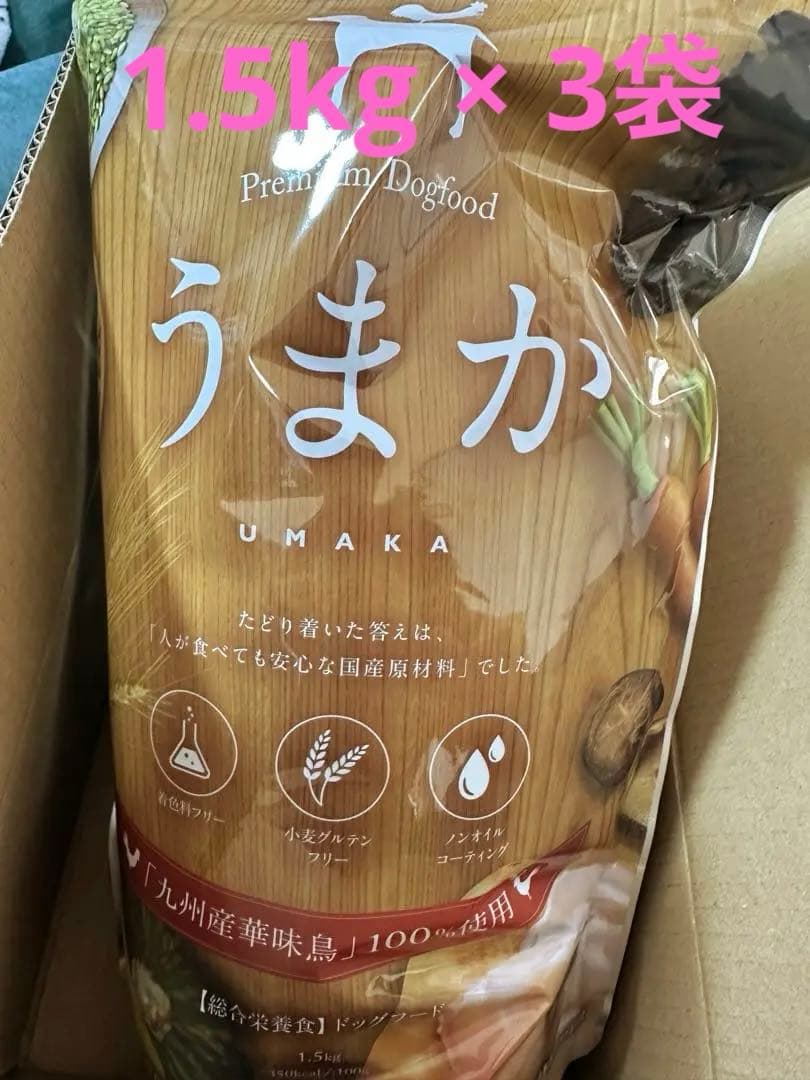 1.5kg × 3袋
Premium Dogfood
うまか
UMAKA
たどり着いた答えは、
「人が食べても安心な国産原材料」でした。
着色料フリー
小麦グルテン
フリー
ノンオイル
コーティング
「九州産華味鳥」100%使用
【総合栄養食】ドッグフード
1.5kg